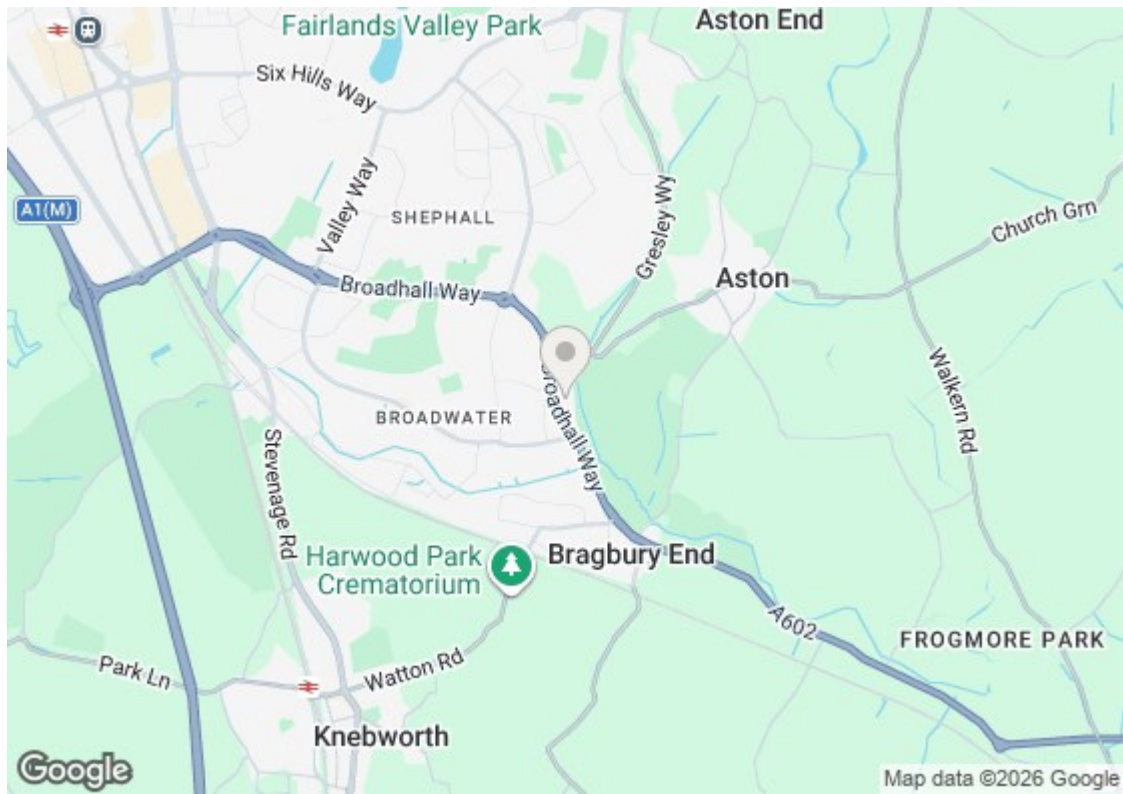 Fairlands Valley Park
Aston End
Six Hills Way
Valley Way
A1(M)
SHEPHALL
Gresley Wy
Church Grn
Aston
Broadhall Way
Broadhall Way
Walkern Rd
BROADWATER
Stevenage Rd
Harwood Park
Crematorium
Bragbury End
A602
FROGMORE PARK
Park Ln
Watton Rd
Knebworth
Google
Map data ©2026 Google